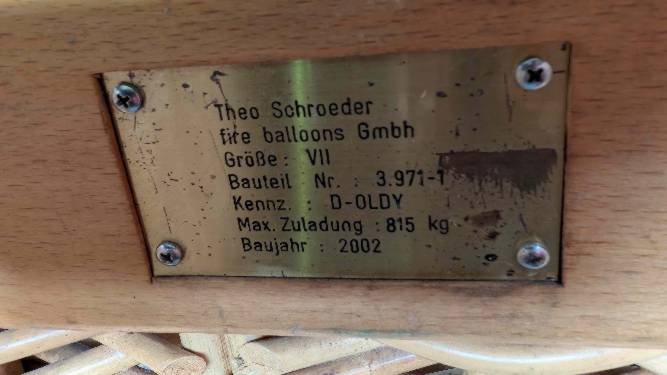 Theo Schroeder
fire balloons Gmbh
Größe : VII
Bauteil Nr. : 3.971-1
Kennz. : D-OLDY
Max. Zuladung : 815 kg
Baujahr : 2002